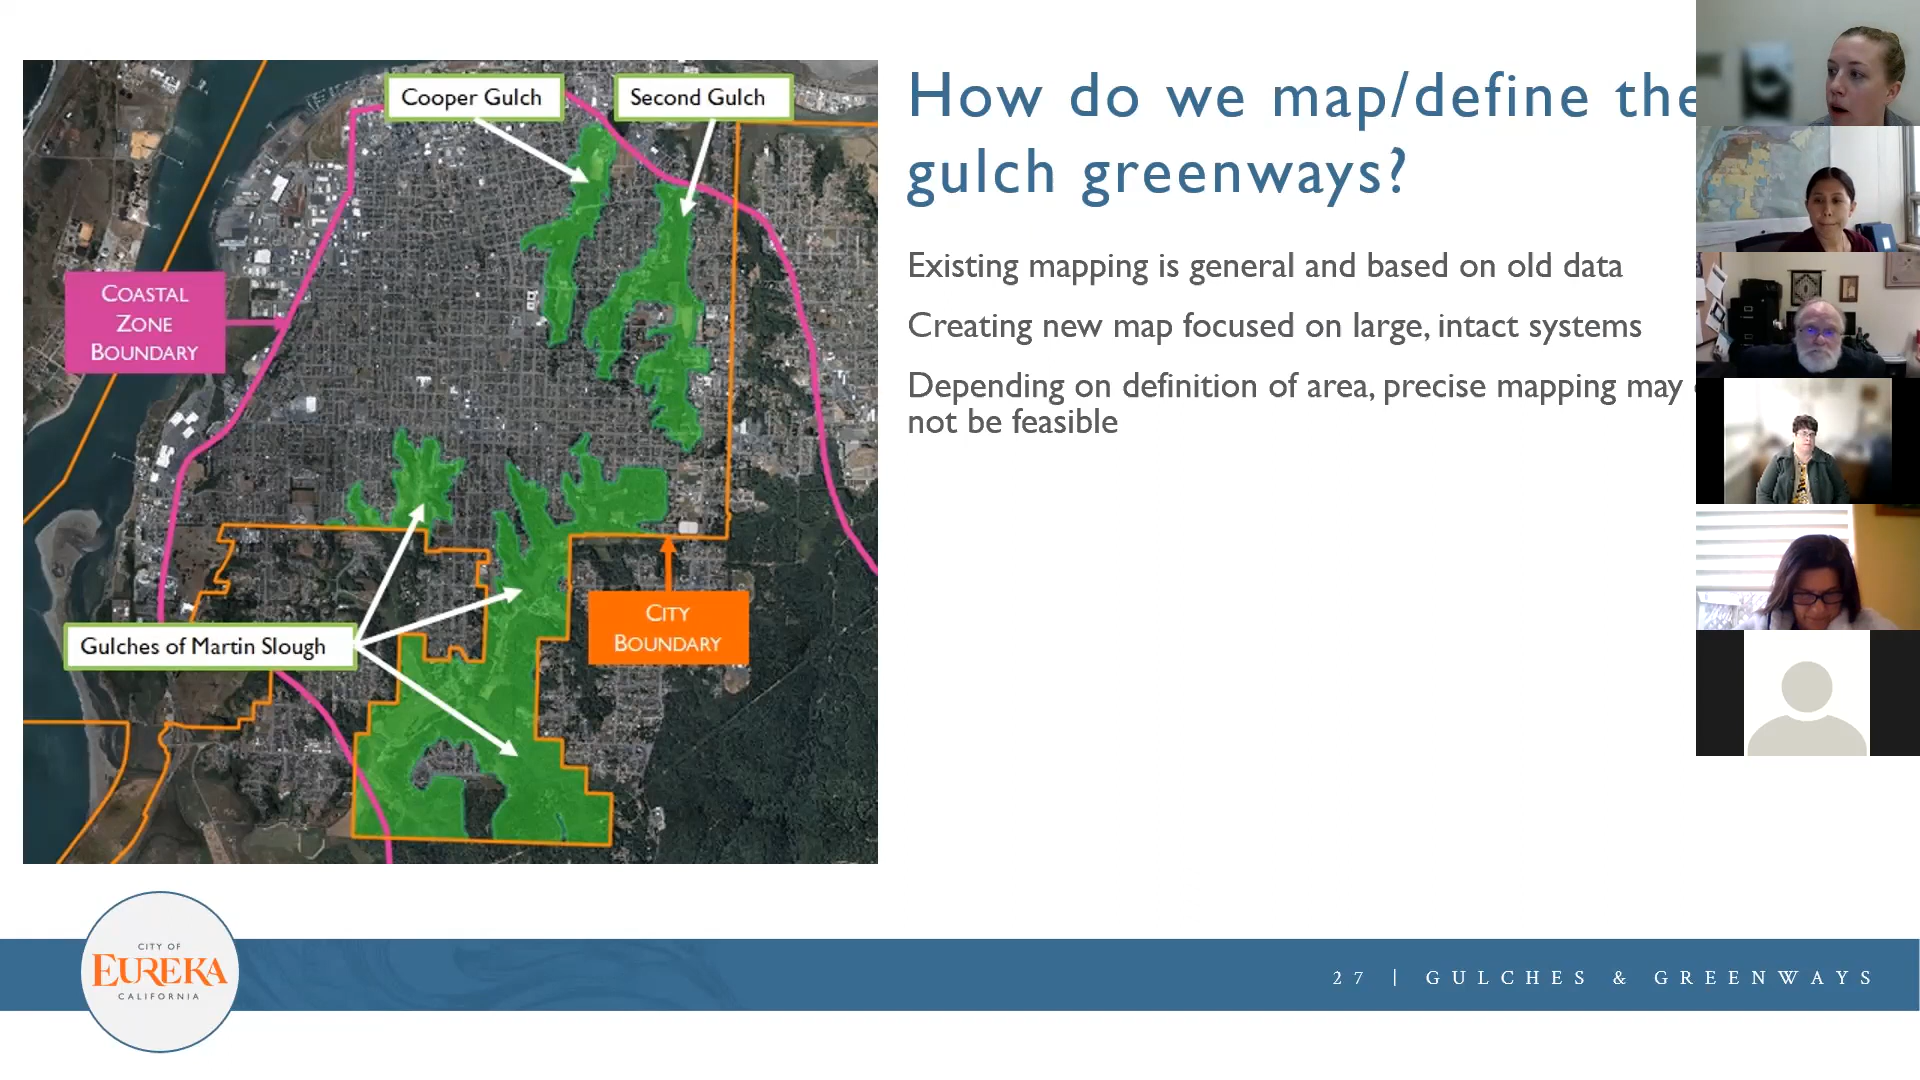 How do we map/define the
gulch greenways?
Existing mapping is general and based on old data
Creating new map focused on large, intact systems
Depending on definition of area, precise mapping may
not be feasible
Cooper Gulch
Second Gulch
COASTAL
ZONE
BOUNDARY
Gulches of Martin Slough
CITY
BOUNDARY
CITY OF
EUREKA
CALIFORNIA
27 | GULCHES & GREENWAYS